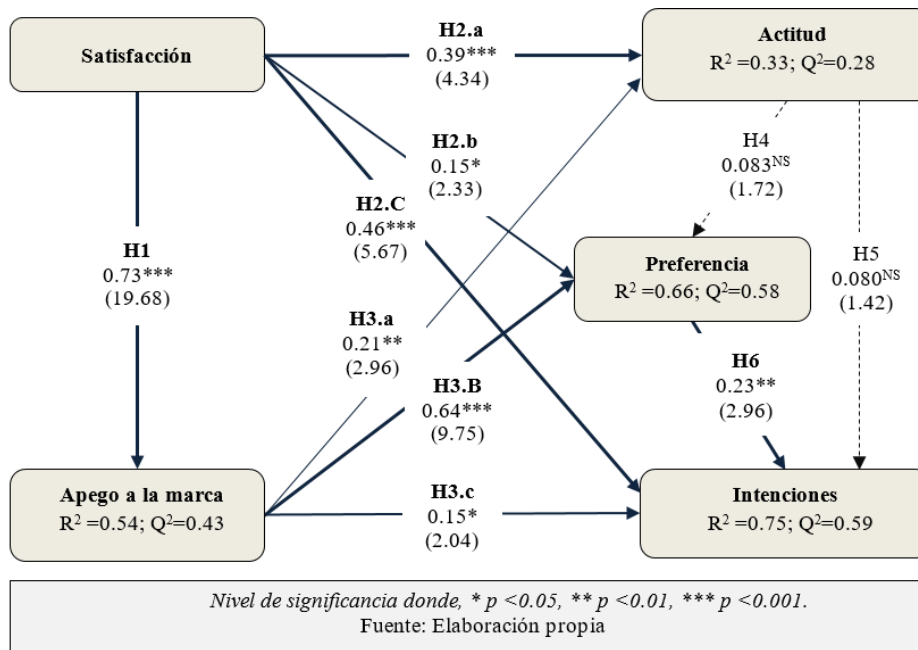 Satisfacción
H2.a
0.39***
(4.34)
Actitud
R² =0.33; Q²=0.28
H2.b
0.15*
(2.33)
H4
0.083ᴺˢ
(1.72)
H2.C
0.46***
(5.67)
H1
0.73***
(19.68)
Preferencia
R² =0.66; Q²=0.58
H5
0.080ᴺˢ
(1.42)
H3.a
0.21**
(2.96)
H6
0.23**
(2.96)
H3.B
0.64***
(9.75)
Apego a la marca
R² =0.54; Q²=0.43
H3.c
0.15*
(2.04)
Intenciones
R² =0.75; Q²=0.59
Nivel de significancia donde, * p <0.05, ** p <0.01, *** p <0.001.
Fuente: Elaboración propia